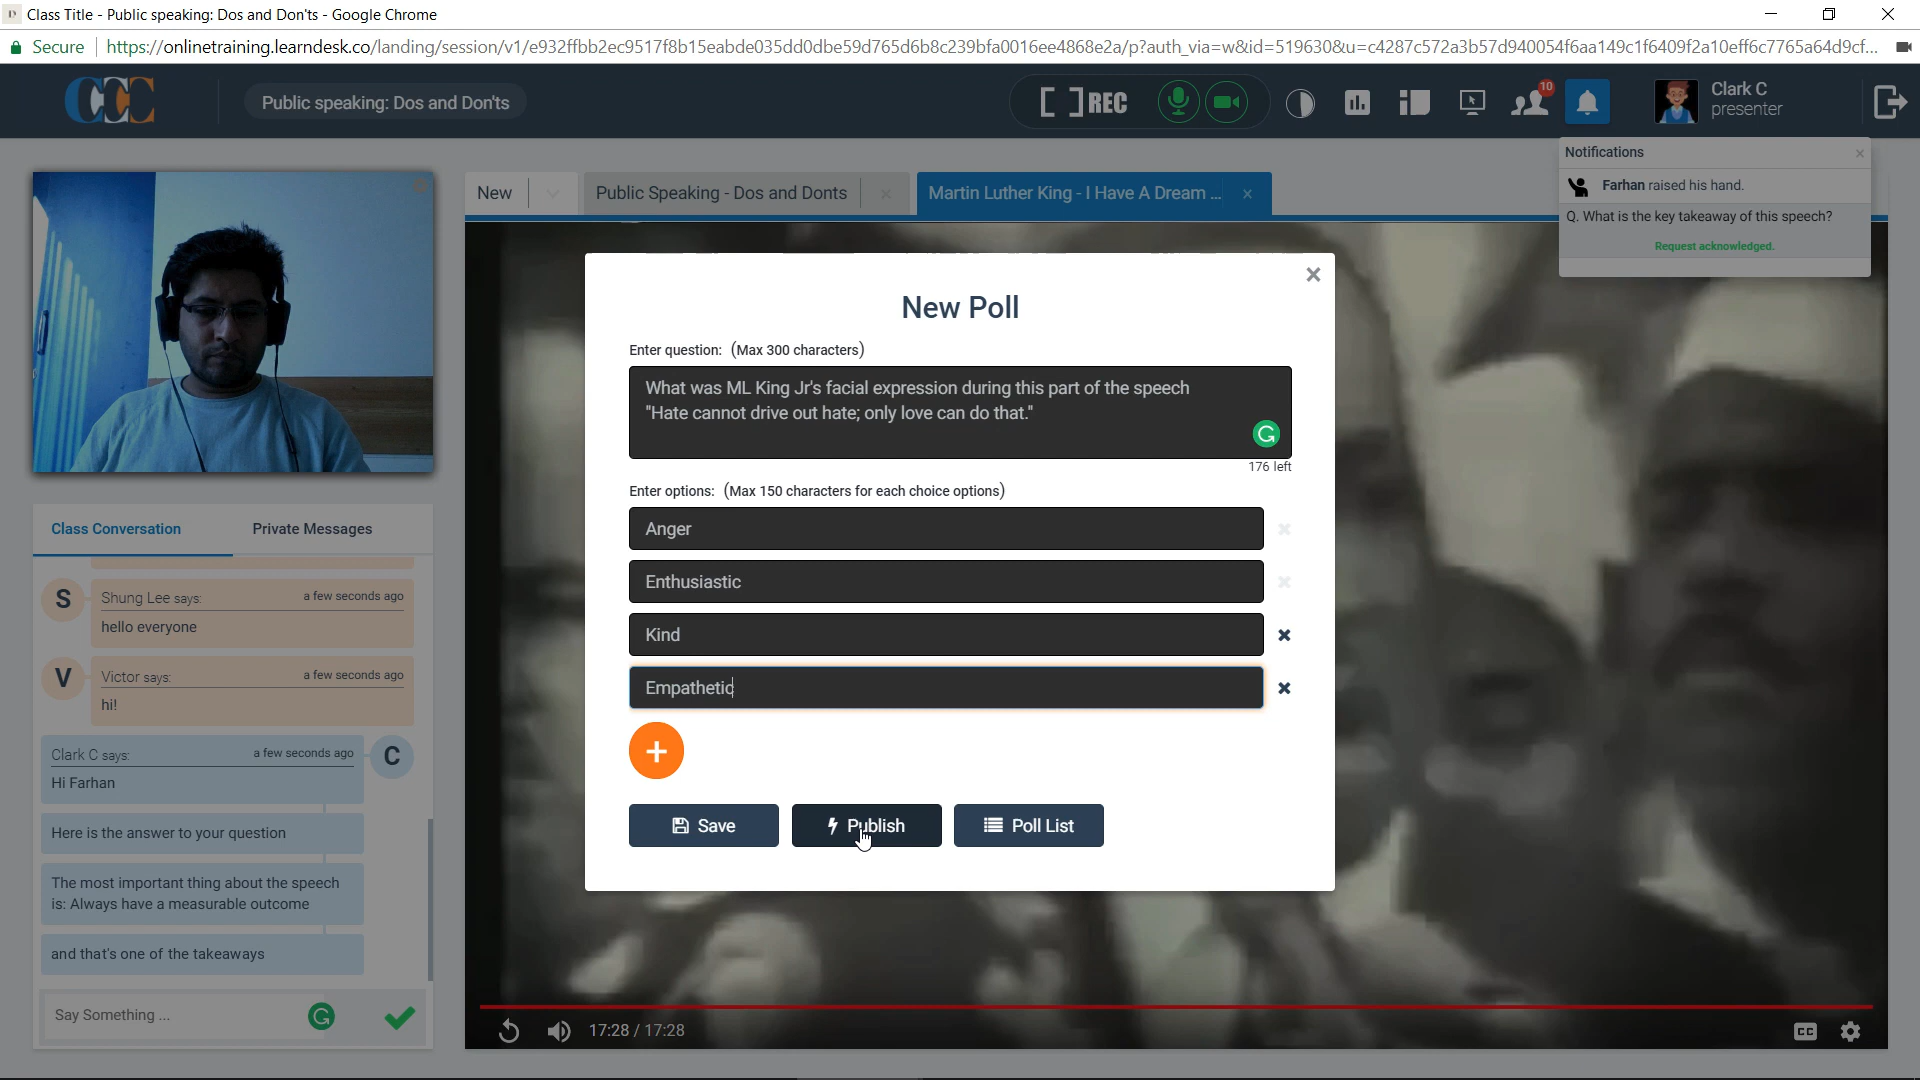 Class Title - Public speaking: Dos and Don'ts - Google Chrome
Secure
https://onlinetraining.learndesk.co/landing/session/v1/e932ffbb2ec9517f8b15eabde035dd0dbe59d765d6b8c239bfa0016ee4868e2a/p?auth_via=w&id=519630&u=c4287c572a3b57d940054f6aa149c1f6409f2a10eff6c7765a64d9cf...
CCC
Public speaking: Dos and Don'ts
[ ]REC
10
Clark C
presenter
Notifications
Farhan raised his hand.
Q. What is the key takeaway of this speech?
Request acknowledged.
New
Public Speaking - Dos and Donts
Martin Luther King - I Have A Dream ...
New Poll
Enter question: (Max 300 characters)
What was ML King Jr's facial expression during this part of the speech
"Hate cannot drive out hate; only love can do that."
176 left
Enter options: (Max 150 characters for each choice options)
Anger
Enthusiastic
Kind
Empathetic
Save
Publish
Poll List
Class Conversation
Private Messages
S
Shung Lee says:
a few seconds ago
hello everyone
V
Victor says:
a few seconds ago
hi!
Clark C says:
a few seconds ago
C
Hi Farhan
Here is the answer to your question
The most important thing about the speech
is: Always have a measurable outcome
and that's one of the takeaways
Say Something ...
17:28 / 17:28
CC